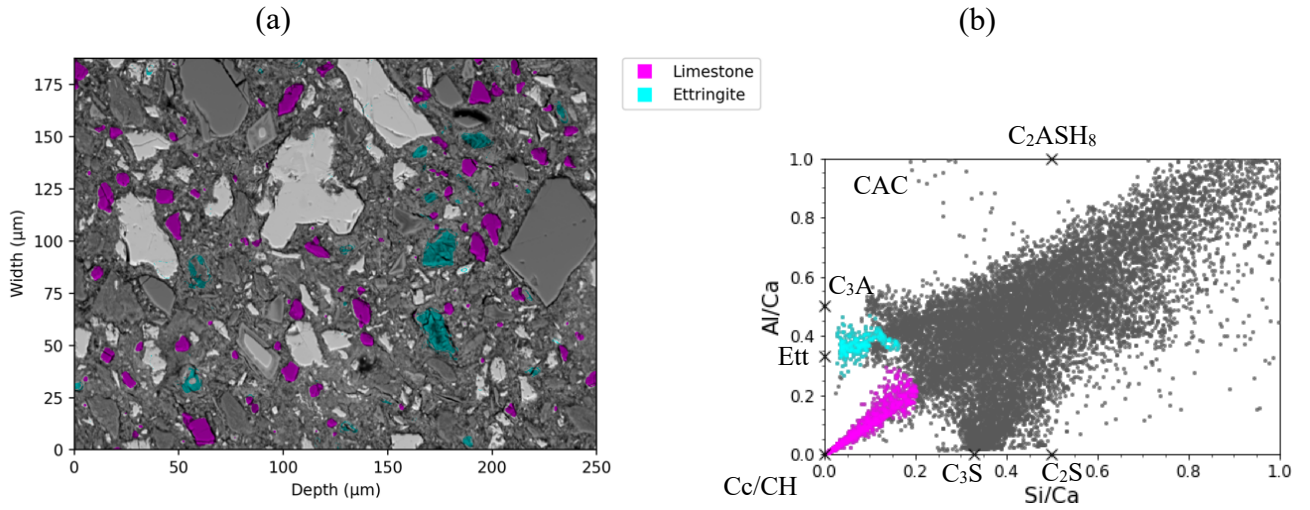 (a)
(b)
175
150
125
100
75
50
25
0
Width (μm)
0
50
100
150
200
250
Depth (μm)
Limestone
Ettringite
C₂ASH₈
1.0
0.8
0.6
0.4
0.2
0.0
Al/Ca
CAC
C₃A
Ett
Cc/CH
C₃S
C₂S
0.0
0.2
0.4
0.6
0.8
1.0
Si/Ca